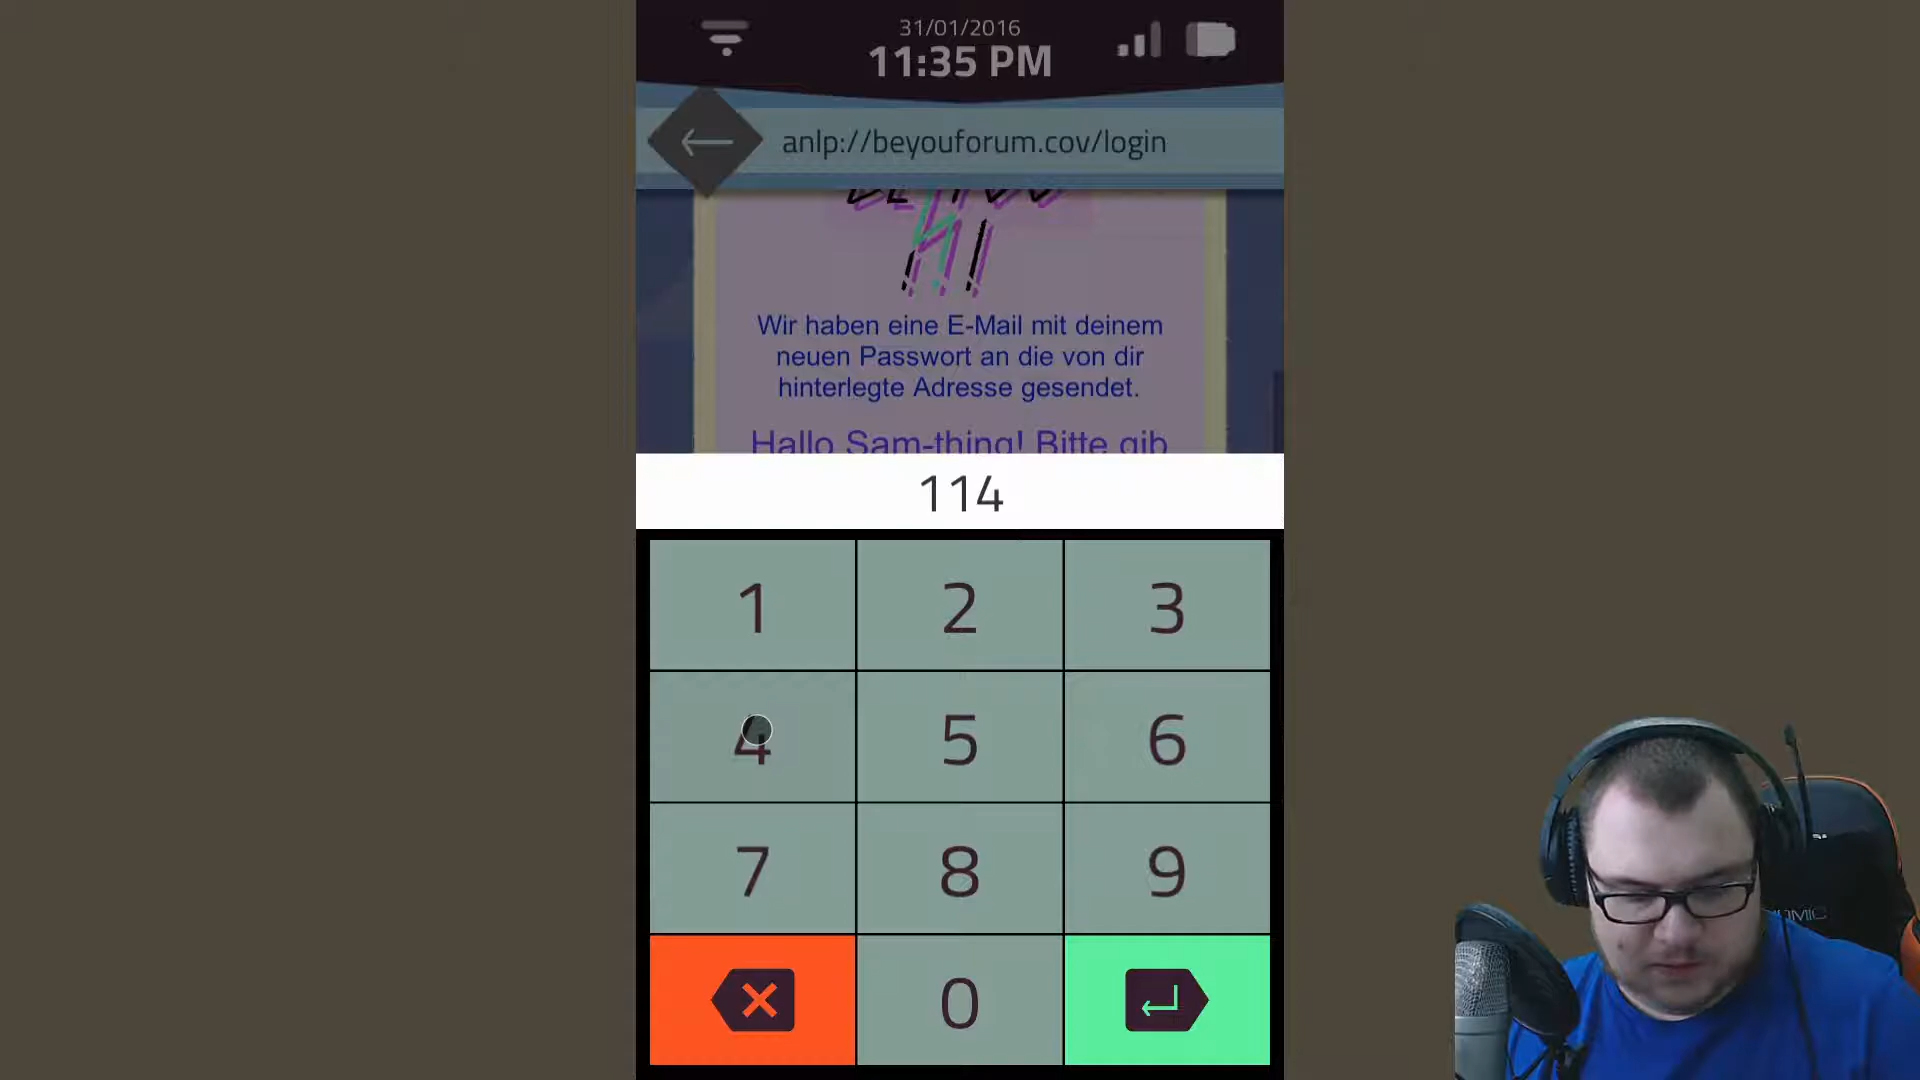 31/01/2016
11:35 PM
anlp://beyouforum.cov/login
Wir haben eine E-Mail mit deinem
neuen Passwort an die von dir
hinterlegte Adresse gesendet.
Hallo Sam-thing! Bitte gib
114
1 2 3
4 5 6
7 8 9
0